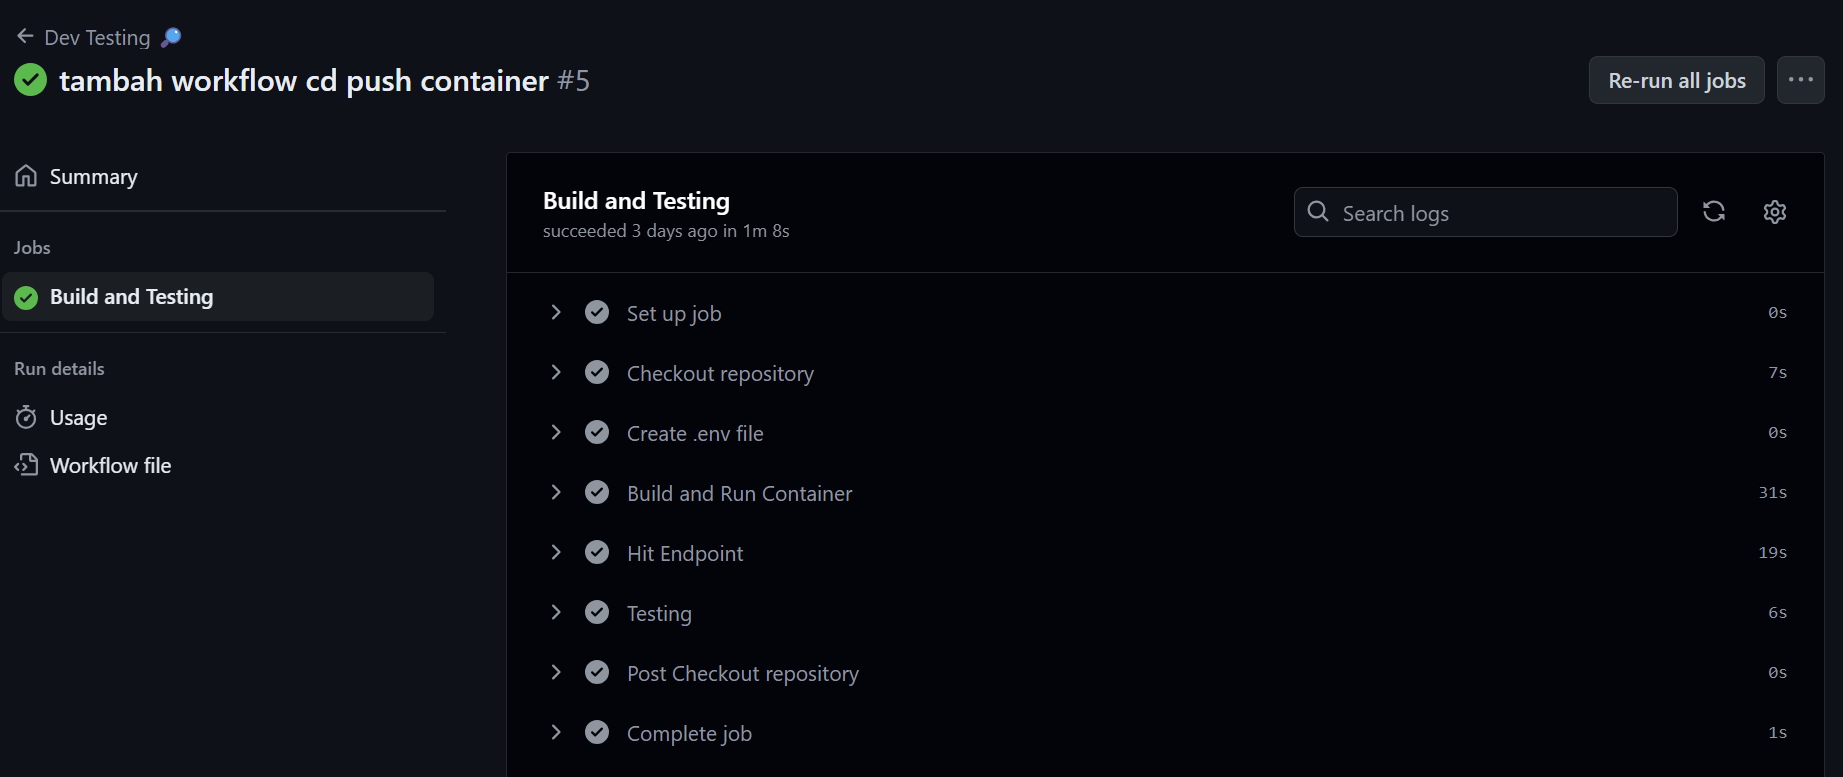 Dev Testing
tambah workflow cd push container #5
Re-run all jobs
Summary
Jobs
Build and Testing
Run details
Usage
Workflow file
Build and Testing
succeeded 3 days ago in 1m 8s
Search logs
Set up job 0s
Checkout repository 7s
Create .env file 0s
Build and Run Container 31s
Hit Endpoint 19s
Testing 6s
Post Checkout repository 0s
Complete job 1s